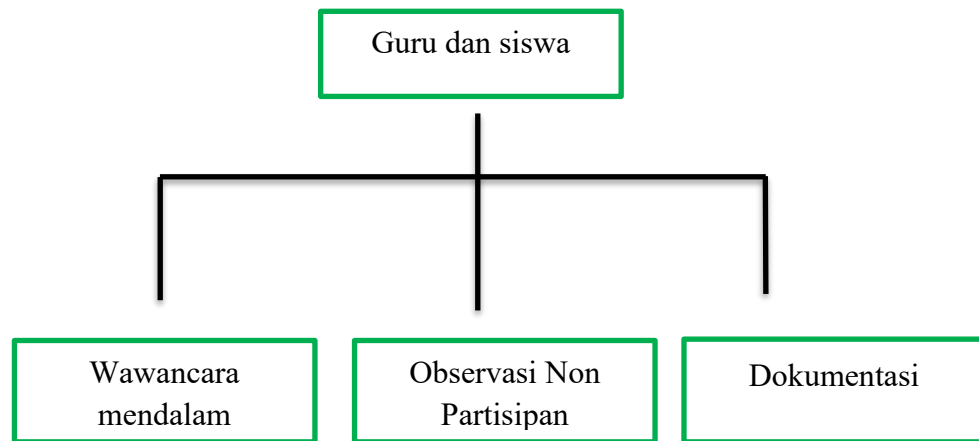 Guru dan siswa
Wawancara
mendalam
Observasi Non
Partisipan
Dokumentasi